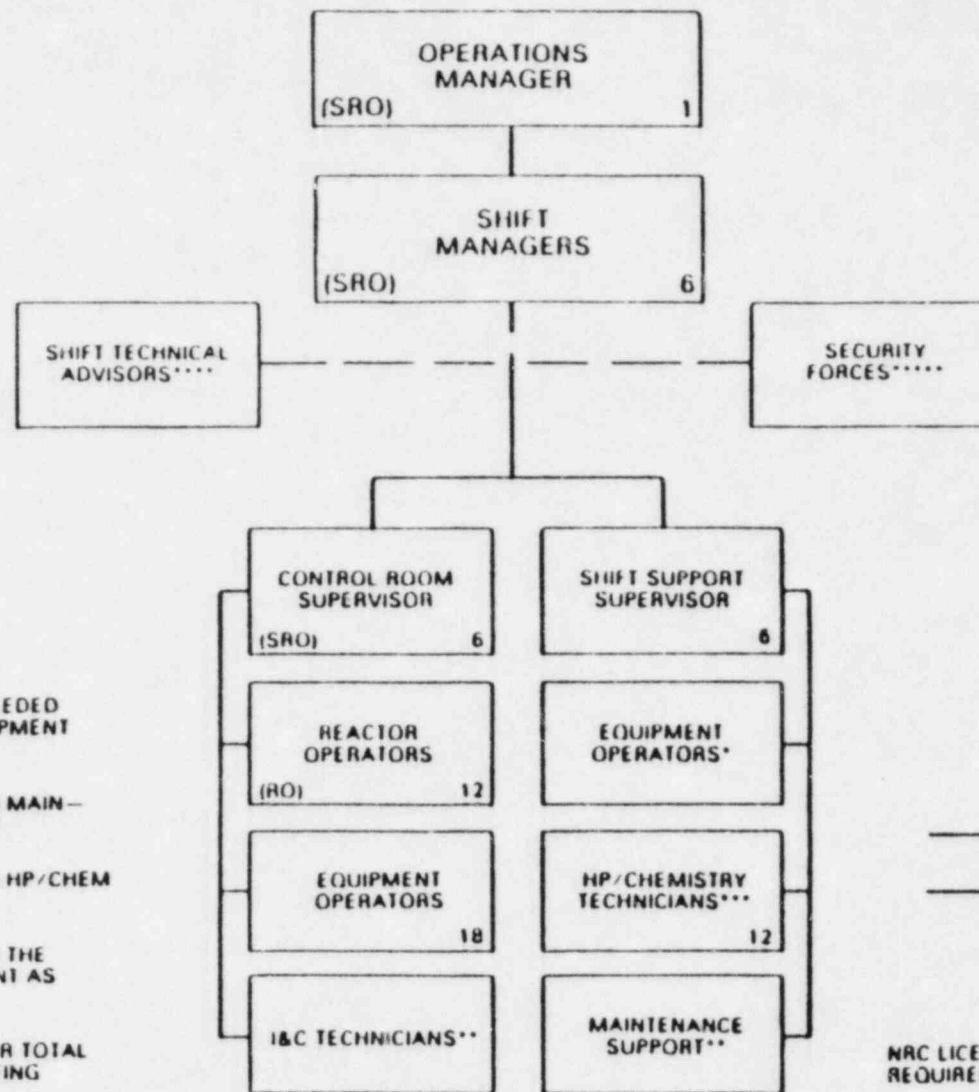 OPERATIONS
MANAGER
(SRO) 1
SHIFT
MANAGERS
(SRO) 6
SHIFT TECHNICAL
ADVISORS****
SECURITY
FORCES*****
CONTROL ROOM
SUPERVISOR
(SRO) 6
SHIFT SUPPORT
SUPERVISOR
6
REACTOR
OPERATORS
(RO) 12
EQUIPMENT
OPERATORS*
EQUIPMENT
OPERATORS
18
HP/CHEMISTRY
TECHNICIANS***
12
I&C TECHNICIANS**
MAINTENANCE
SUPPORT**
EDED
PMENT
MAIN-
HP/CHEM
THE
NT AS
R TOTAL
ING
NRC LICE
REQUIRE